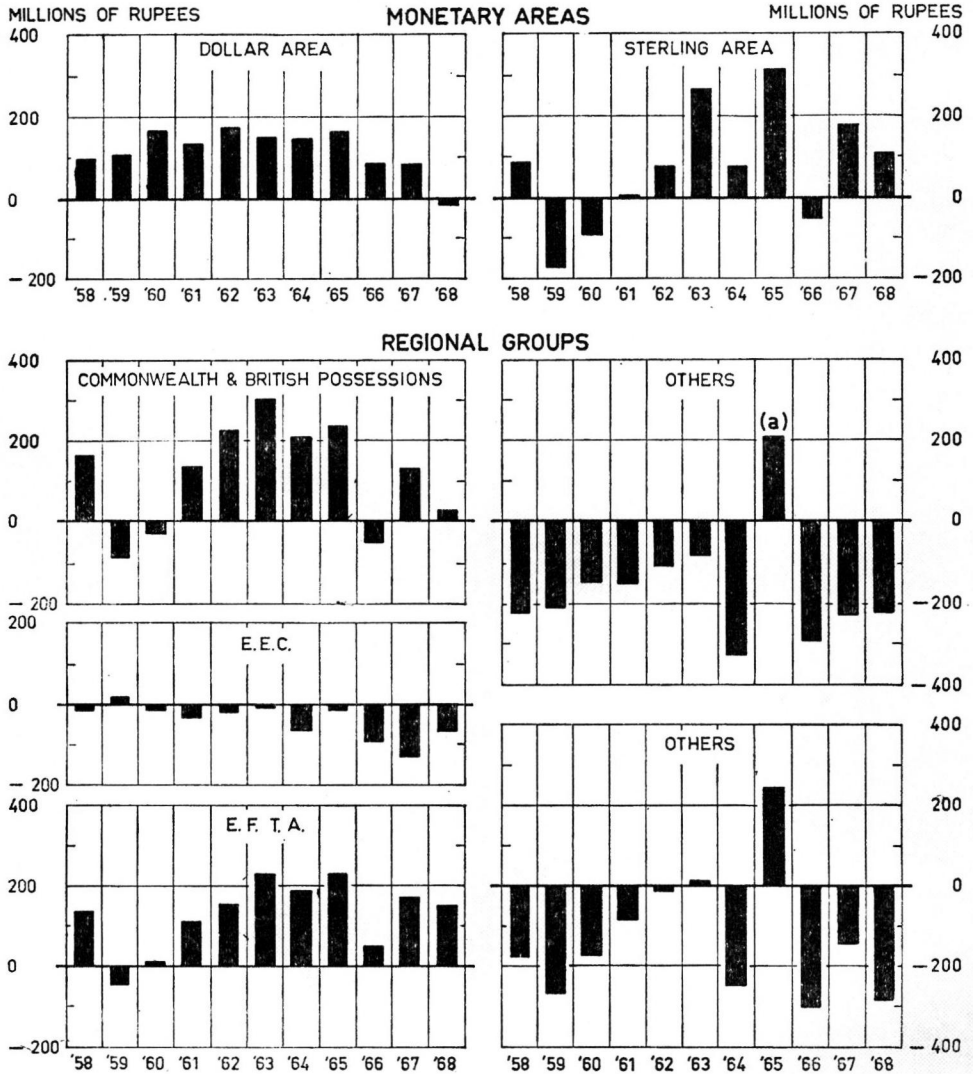 MILLIONS OF RUPEES MONETARY AREAS MILLIONS OF RUPEES
400 DOLLAR AREA STERLING AREA 400
200 200
0 0
— 200 — 200
'58 '59 '60 '61 '62 '63 '64 '65 '66 '67 '68 '58 '59 '60 '61 '62 '63 '64 '65 '66 '67 '68
REGIONAL GROUPS
400 400
COMMONWEALTH & BRITISH POSSESSIONS OTHERS
(a)
200 200
0 0
— 200 — 200
200
E.E.C.
0 — 400
— 200
OTHERS 400
400 200
E. F. T. A.
200 0
0 — 200
— 200 — 400
'58 '59 '60 '61 '62 '63 '64 '65 '66 '67 '68 '58 '59 '60 '61 '62 '63 '64 '65 '66 '67 '68